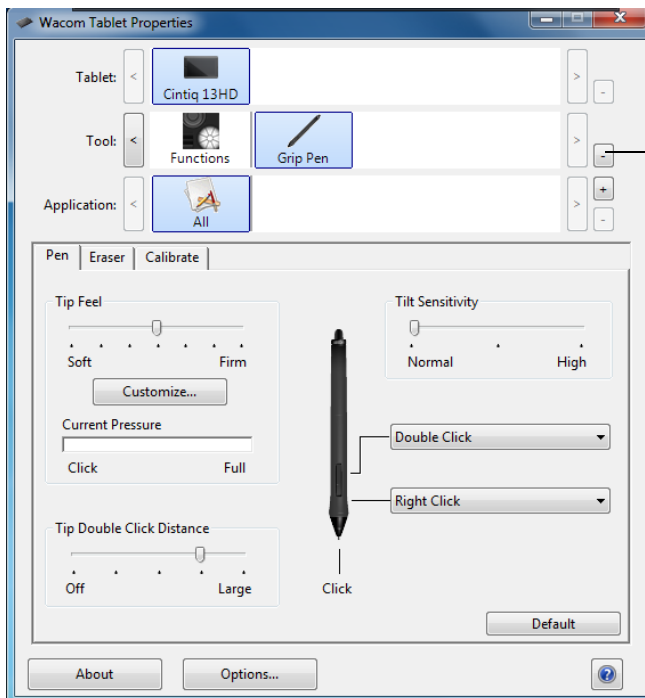 Wacom Tablet Properties
Tablet: < Cintiq 13HD > -
Tool: < Functions Grip Pen > -
Application: < All > + -
Pen Eraser Calibrate
Tip Feel Tilt Sensitivity
Soft Firm Normal High
Customize...
Current Pressure
Double Click
Click Full
Right Click
Tip Double Click Distance
Off Large Click
Default
About Options... ?